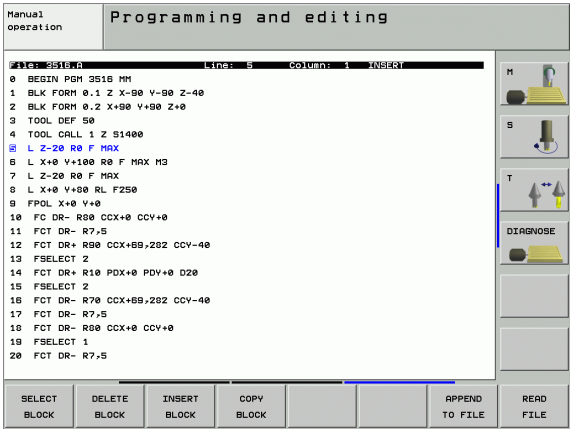 Manual
operation
Programming and editing
File: 3516.A Line: 5 Column: 1 INSERT
0 BEGIN PGM 3516 MM
1 BLK FORM 0.1 Z X-90 Y-90 Z-40
2 BLK FORM 0.2 X+90 Y+90 Z+0
3 TOOL DEF 50
4 TOOL CALL 1 Z S1400
5 L Z-20 R0 F MAX
6 L X+0 Y+100 R0 F MAX M3
7 L Z-20 R0 F MAX
8 L X+0 Y+80 RL F250
9 FPOL X+0 Y+0
10 FC DR- R80 CCX+0 CCY+0
11 FCT DR- R7,5
12 FCT DR+ R90 CCX+69,282 CCY-40
13 FSELECT 2
14 FCT DR+ R10 PDX+0 PDY+0 D20
15 FSELECT 2
16 FCT DR- R70 CCX+69,282 CCY-40
17 FCT DR- R7,5
18 FCT DR- R80 CCX+0 CCY+0
19 FSELECT 1
20 FCT DR- R7,5
M
S
T
DIAGNOSE
SELECT
BLOCK
DELETE
BLOCK
INSERT
BLOCK
COPY
BLOCK
APPEND
TO FILE
READ
FILE